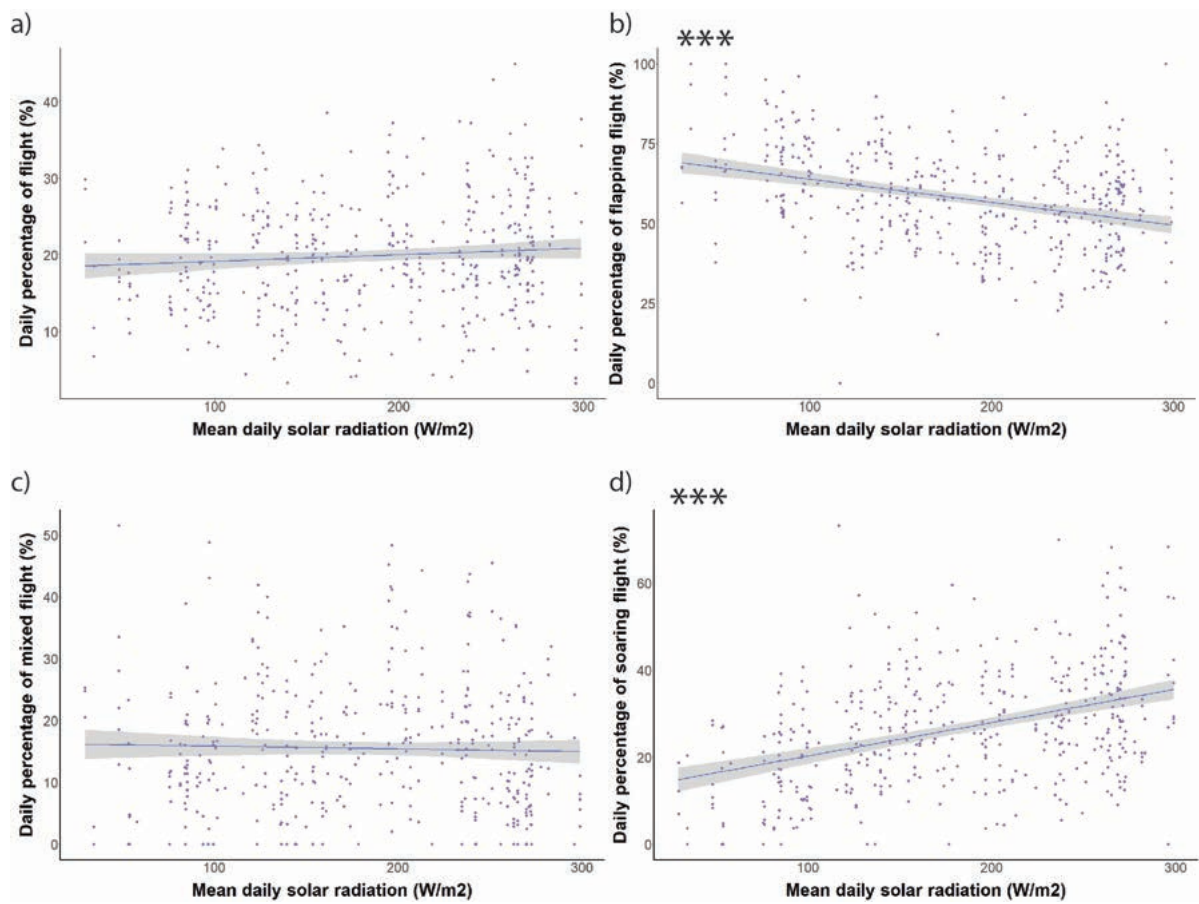 a)
Daily percentage of flight (%)
40
30
20
10
100
200
300
Mean daily solar radiation (W/m2)
b)
***
Daily percentage of flapping flight (%)
100
75
50
25
0
100
200
300
Mean daily solar radiation (W/m2)
c)
Daily percentage of mixed flight (%)
50
40
30
20
10
0
100
200
300
Mean daily solar radiation (W/m2)
d)
***
Daily percentage of soaring flight (%)
60
40
20
0
100
200
300
Mean daily solar radiation (W/m2)